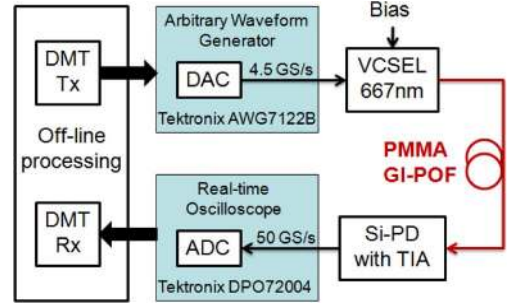 DMT
Tx
Off-line
processing
DMT
Rx
Arbitrary Waveform
Generator
DAC
4.5 GS/s
Tektronix AWG7122B
Bias
VCSEL
667nm
PMMA
GI-POF
Real-time
Oscilloscope
ADC
50 GS/s
Tektronix DPO72004
Si-PD
with TIA